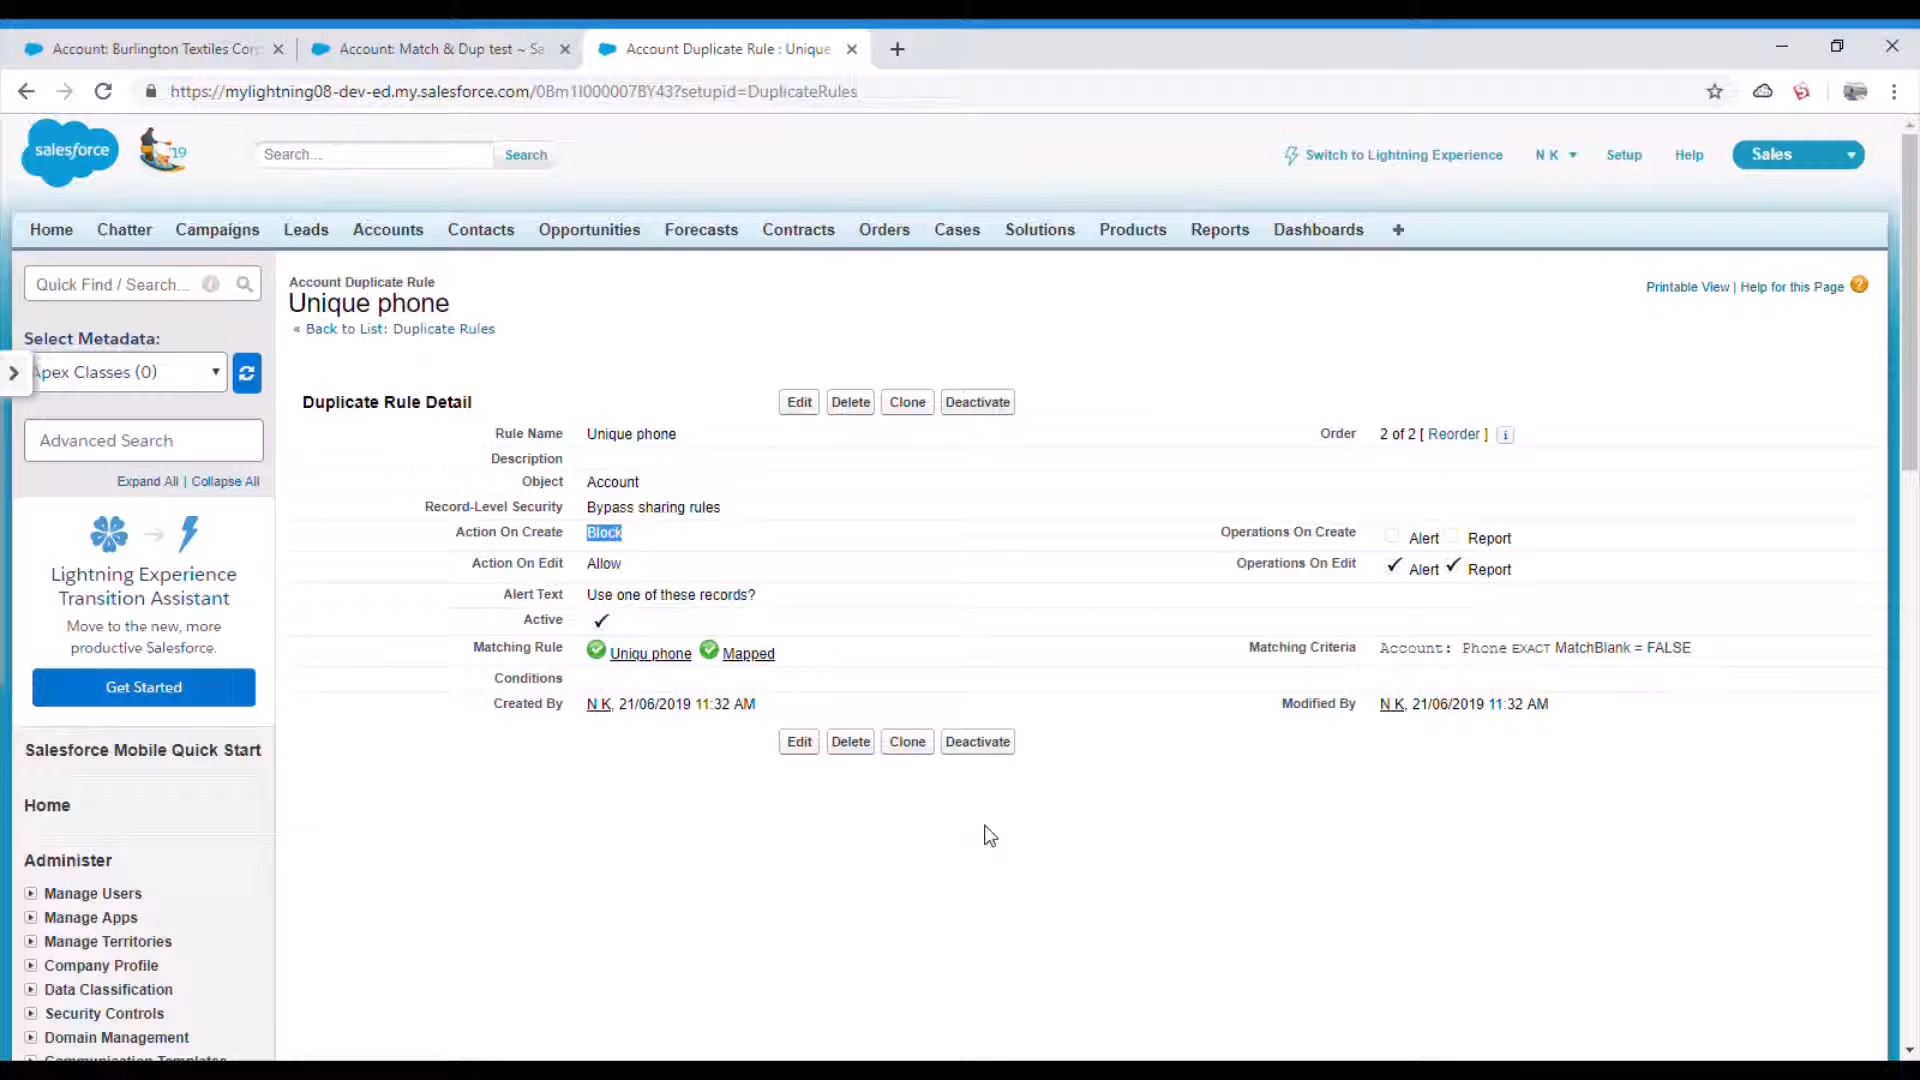 Account: Burlington Textiles Corp
Account: Match & Dup test ~ Sa
Account Duplicate Rule : Unique
https://mylightning08-dev-ed.my.salesforce.com/0Bm1I0000078Y43?setupid=DuplicateRules
salesforce
'19
Search...
Search
Switch to Lightning Experience
N K
Setup
Help
Sales
Home
Chatter
Campaigns
Leads
Accounts
Contacts
Opportunities
Forecasts
Contracts
Orders
Cases
Solutions
Products
Reports
Dashboards
+
Quick Find / Search...
Select Metadata:
Apex Classes (0)
Advanced Search
Expand All | Collapse All
Lightning Experience
Transition Assistant
Move to the new, more
productive Salesforce.
Get Started
Salesforce Mobile Quick Start
Home
Administer
Manage Users
Manage Apps
Manage Territories
Company Profile
Data Classification
Security Controls
Domain Management
Communication Templates
Account Duplicate Rule
Unique phone
« Back to List: Duplicate Rules
Printable View | Help for this Page
Duplicate Rule Detail
Edit
Delete
Clone
Deactivate
Rule Name Unique phone
Order 2 of 2 [ Reorder ] i
Description
Object Account
Record-Level Security Bypass sharing rules
Action On Create Block
Operations On Create Alert Report
Action On Edit Allow
Operations On Edit Alert Report
Alert Text Use one of these records?
Active
Matching Rule Uniqu phone Mapped
Matching Criteria Account: Phone EXACT MatchBlank = FALSE
Conditions
Created By N K, 21/06/2019 11:32 AM
Modified By N K, 21/06/2019 11:32 AM
Edit
Delete
Clone
Deactivate